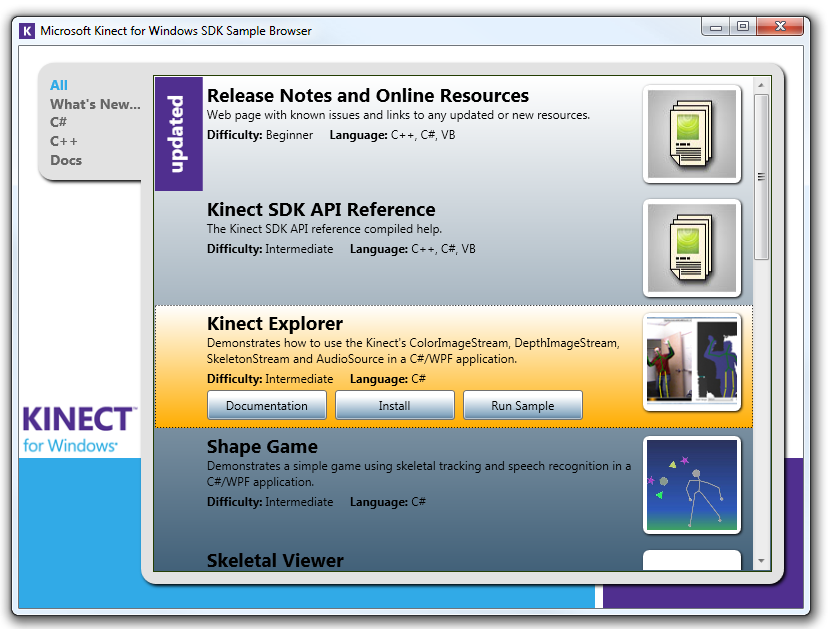 Microsoft Kinect for Windows SDK Sample Browser
All
What's New...
C#
C++
Docs
updated
Release Notes and Online Resources
Web page with known issues and links to any updated or new resources.
Difficulty: Beginner Language: C++, C#, VB
Kinect SDK API Reference
The Kinect SDK API reference compiled help.
Difficulty: Intermediate Language: C++, C#, VB
Kinect Explorer
Demonstrates how to use the Kinect's ColorImageStream, DepthImageStream,
SkeletonStream and AudioSource in a C#/WPF application.
Difficulty: Intermediate Language: C#
Documentation Install Run Sample
Shape Game
Demonstrates a simple game using skeletal tracking and speech recognition in a
C#/WPF application.
Difficulty: Intermediate Language: C#
Skeletal Viewer
KINECT™
for Windows®